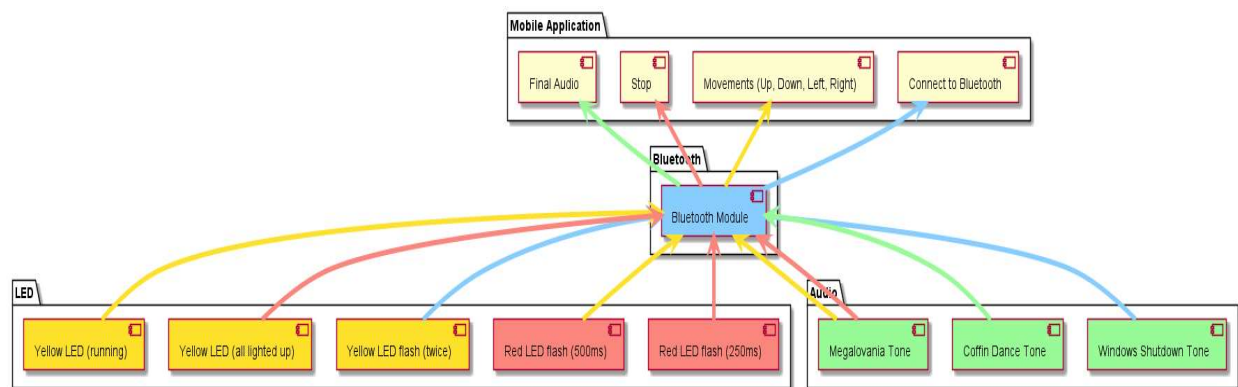 Mobile Application
Final Audio
Stop
Movements (Up, Down, Left, Right)
Connect to Bluetooth
Bluetooth
Bluetooth Module
LED
Audio
Yellow LED (running)
Yellow LED (all lighted up)
Yellow LED flash (twice)
Red LED flash (500ms)
Red LED flash (250ms)
Megalovania Tone
Coffin Dance Tone
Windows Shutdown Tone